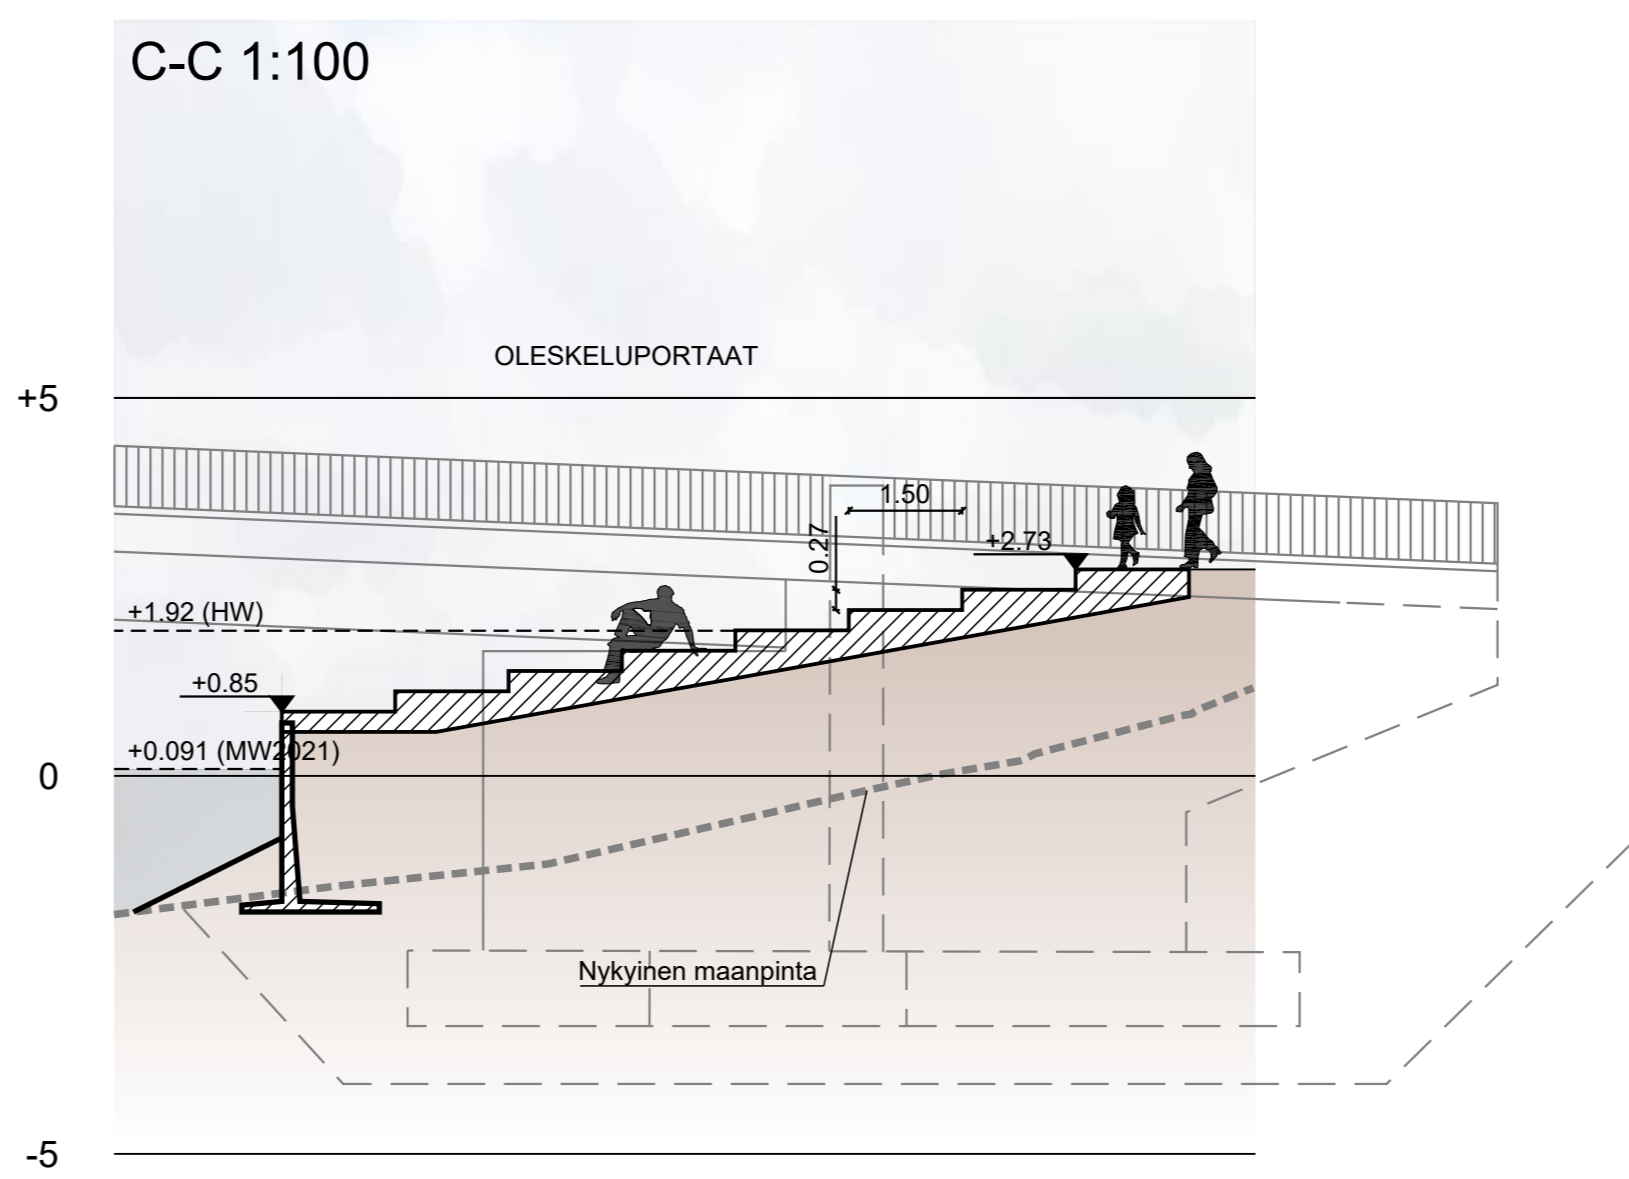 C-C 1:100
OLESKELUPORTAAT
+5
1.50
0.27
+2.73
+1.92 (HW)
+0.85
+0.091 (MW2021)
0
Nykyinen maanpinta
-5